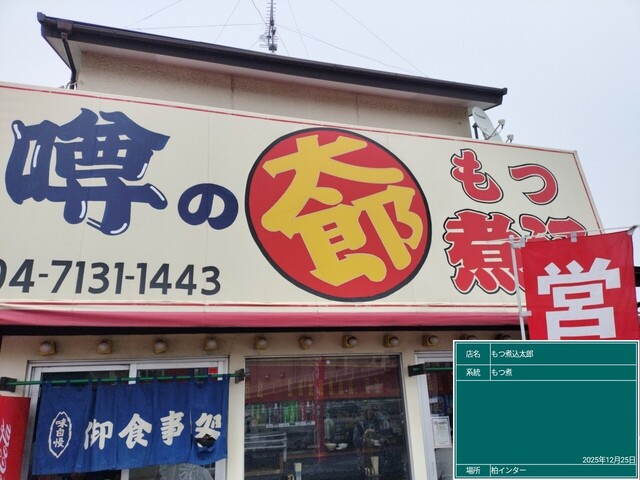 噂の
太郎
もつ
煮込
04-7131-1443
営
味自慢
御食事処
店名 もつ煮込太郎
系統 もつ煮
2025年12月25日
場所 柏インター